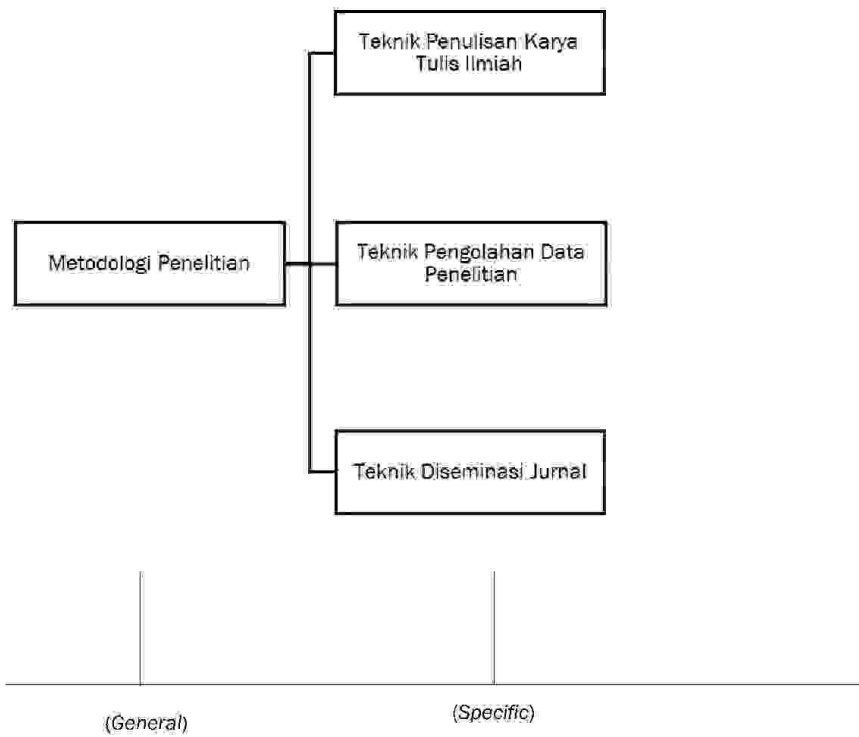 Teknik Penulisan Karya
Tulis Ilmiah
Metodologi Penelitian
Teknik Pengolahan Data
Penelitian
Teknik Diseminasi Jurnal
(General)
(Specific)